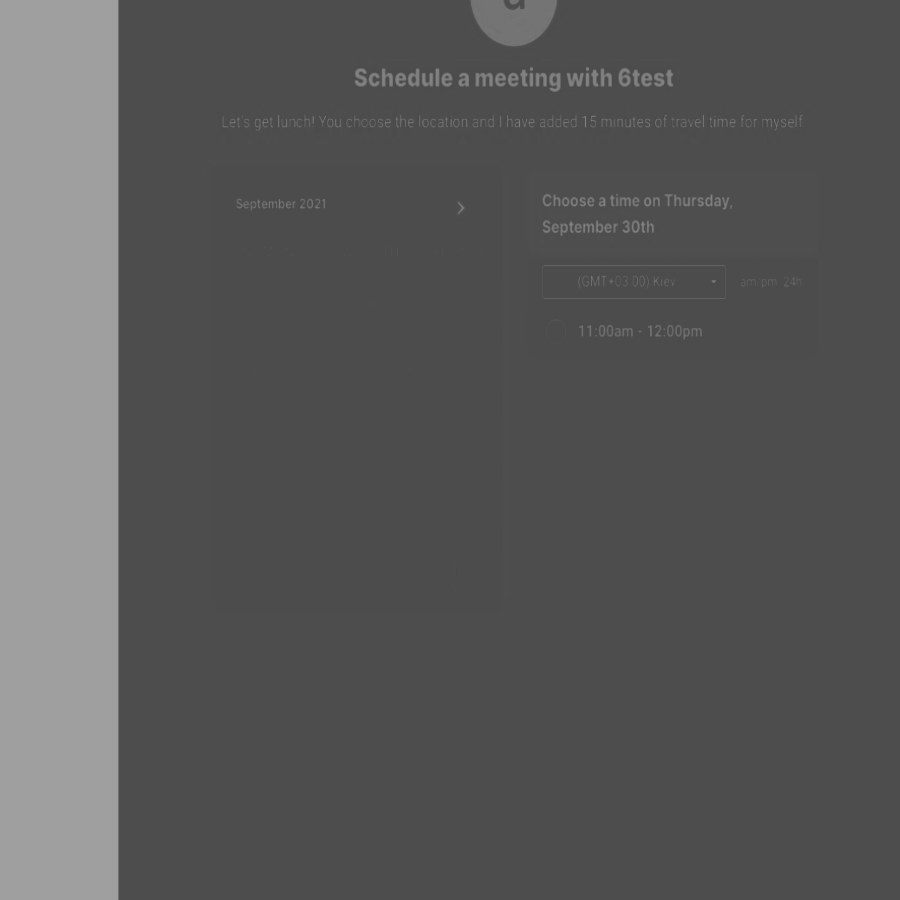 Schedule a meeting with 6test
Let's get lunch! You choose the location and I have added 15 minutes of travel time for myself.
September 2021
Choose a time on Thursday,
September 30th
(GMT+03:00) Kiev
am/pm 24h
11:00am - 12:00pm